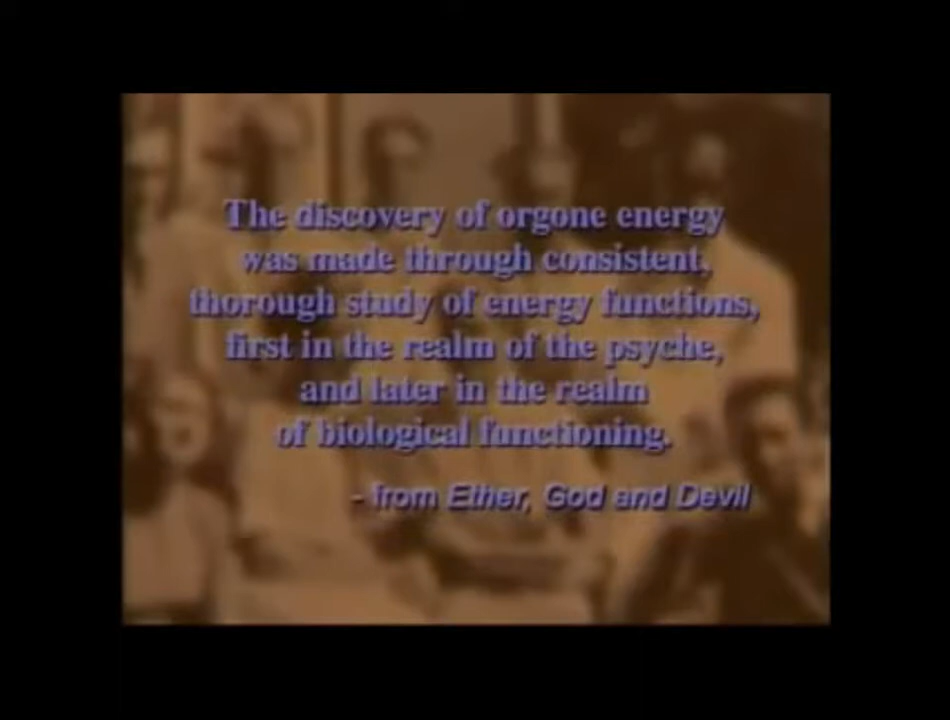 The discovery of orgone energy
was made through consistent,
thorough study of energy functions,
first in the realm of the psyche,
and later in the realm
of biological functioning.
- from Ether, God and Devil